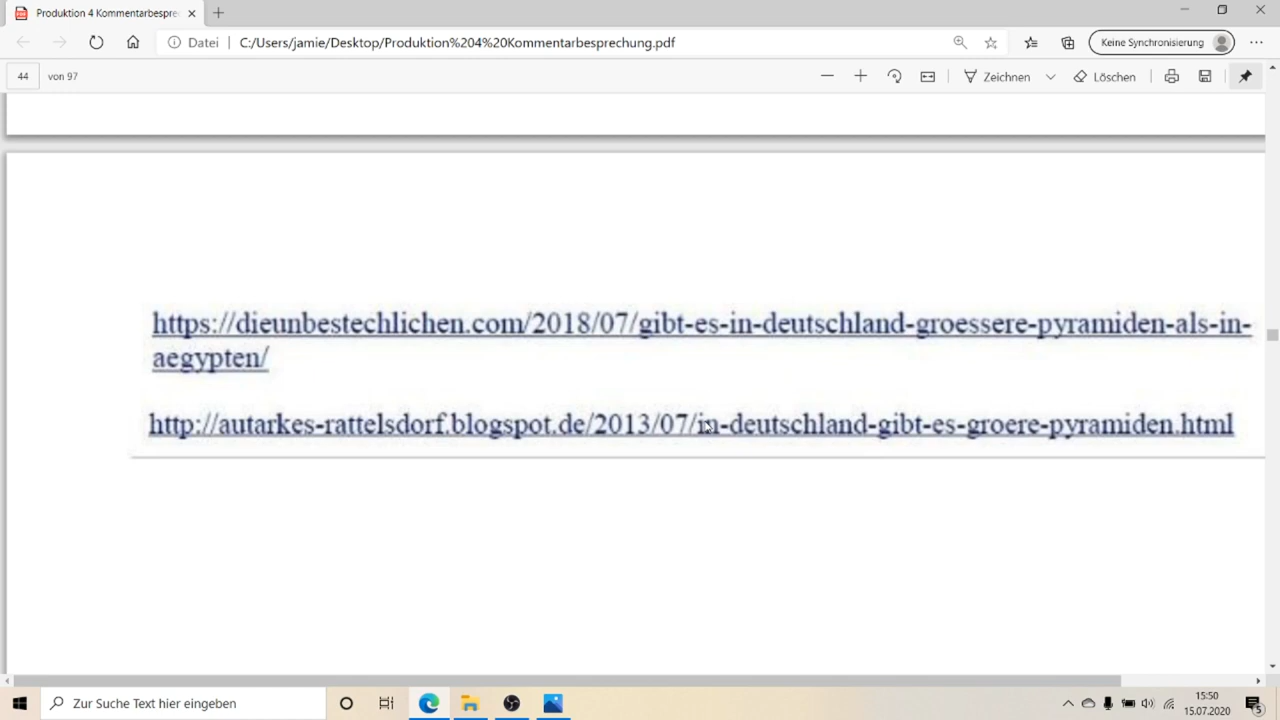 Produktion 4 Kommentarbespre
Datei C:/Users/jamie/Desktop/Produktion%204%20Kommentarbesprechung.pdf Keine Synchronisierung
44 von 97 Zeichnen Löschen
https://dieunbestechlichen.com/2018/07/gibt-es-in-deutschland-groessere-pyramiden-als-in-
aegypten/
http://autarkes-rattelsdorf.blogspot.de/2013/07/in-deutschland-gibt-es-groere-pyramiden.html
Zur Suche Text hier eingeben
15:50
15.07.2020
5